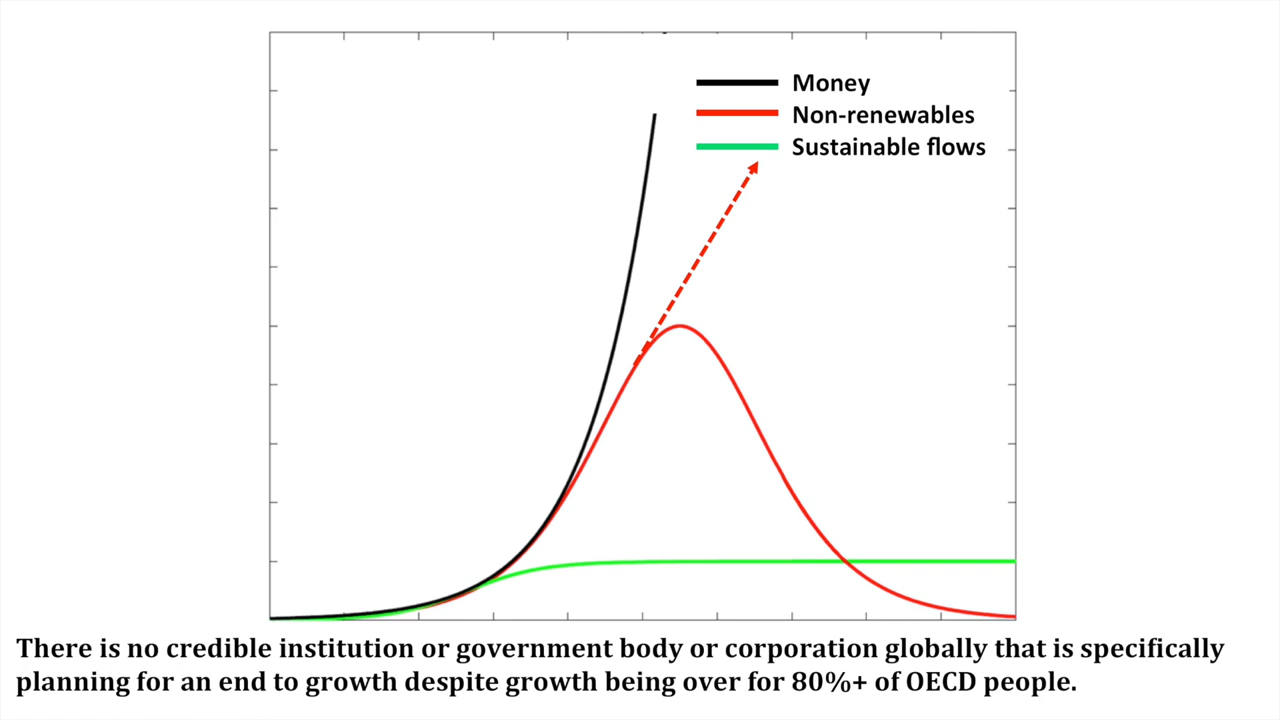 Money
Non-renewables
Sustainable flows
There is no credible institution or government body or corporation globally that is specifically
planning for an end to growth despite growth being over for 80%+ of OECD people.